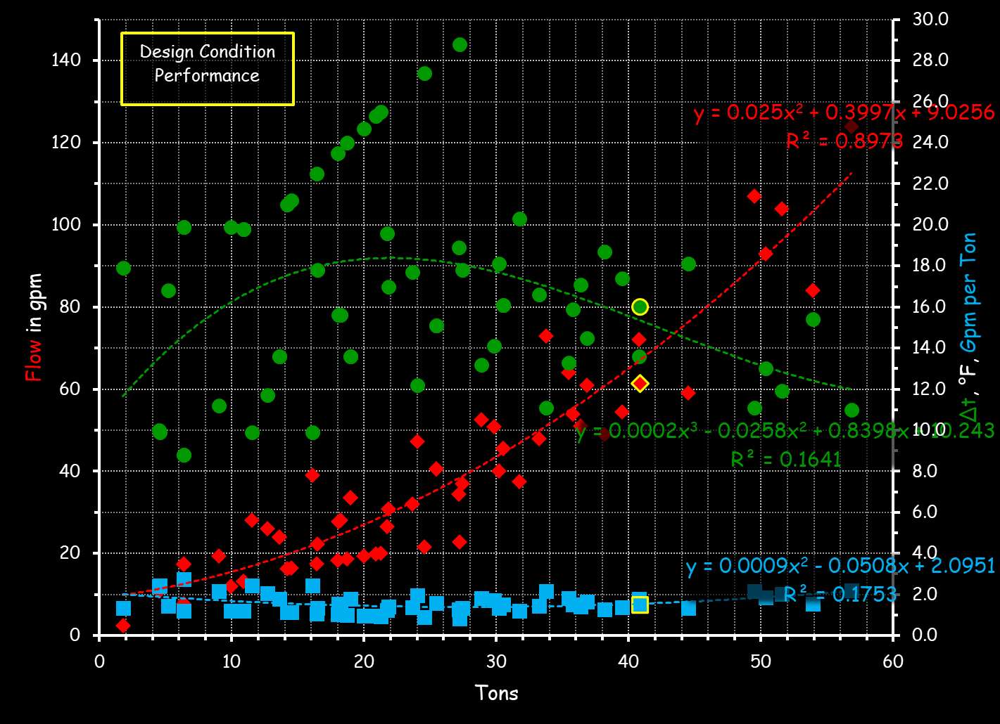 Design Condition
Performance
30.0
140
28.0
26.0
y = 0.025x² + 0.3997x + 9.0256
R² = 0.8973
120
24.0
22.0
100
20.0
18.0
80
16.0
14.0
60
12.0
10.0
y = 0.0002x³ - 0.0258x² + 0.8398x + 10.243
R² = 0.1641
40
8.0
6.0
20
4.0
y = 0.0009x² - 0.0508x + 2.0951
R² = 0.1753
2.0
0
0.0
Flow in gpm
Δt, °F, Gpm per Ton
0 10 20 30 40 50 60
Tons